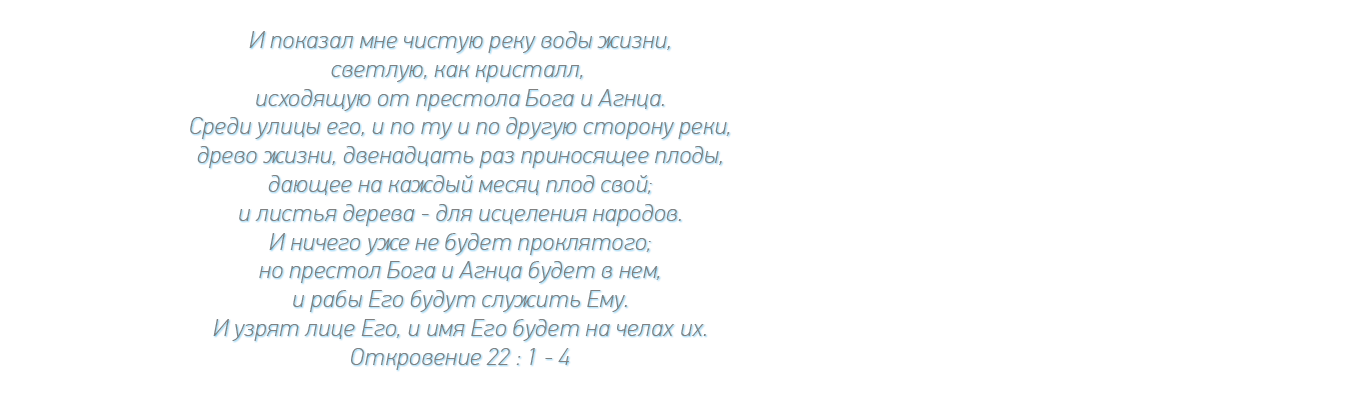 И показал мне чистую реку воды жизни,
светлую, как кристалл,
исходящую от престола Бога и Агнца.
Среди улицы его, и по ту и по другую сторону реки,
древо жизни, двенадцать раз приносящее плоды,
дающее на каждый месяц плод свой;
и листья дерева - для исцеления народов.
И ничего уже не будет проклятого;
но престол Бога и Агнца будет в нем,
и рабы Его будут служить Ему.
И узрят лице Его, и имя Его будет на челах их.
Откровение 22 : 1 - 4